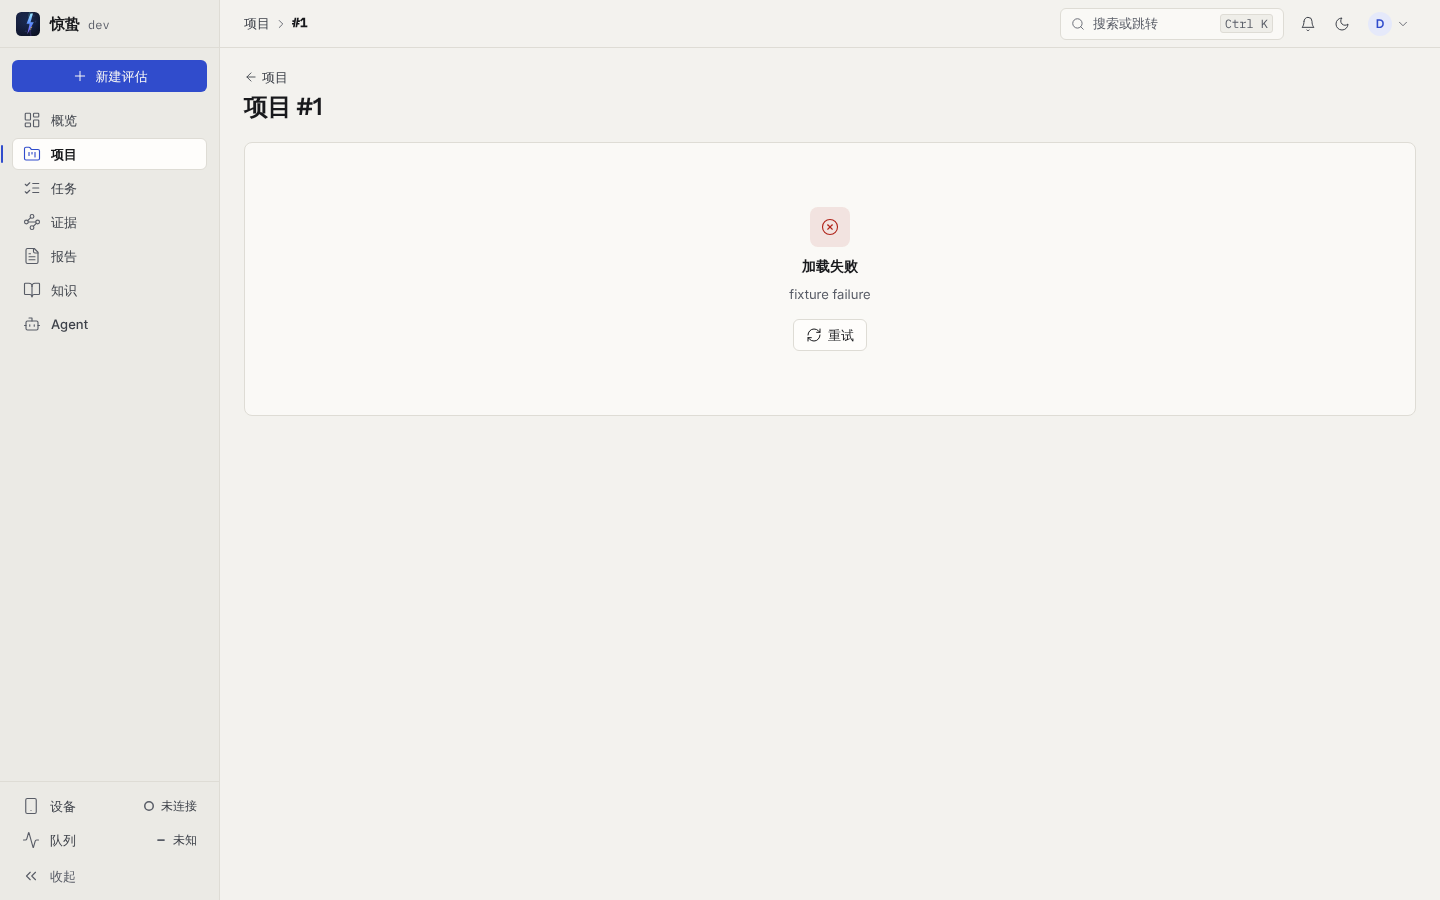 惊蛰 dev
项目 > #1
搜索或跳转 Ctrl K
D
新建评估
概览
项目
任务
证据
报告
知识
Agent
项目
项目 #1
加载失败
fixture failure
重试
设备 未连接
队列 未知
收起